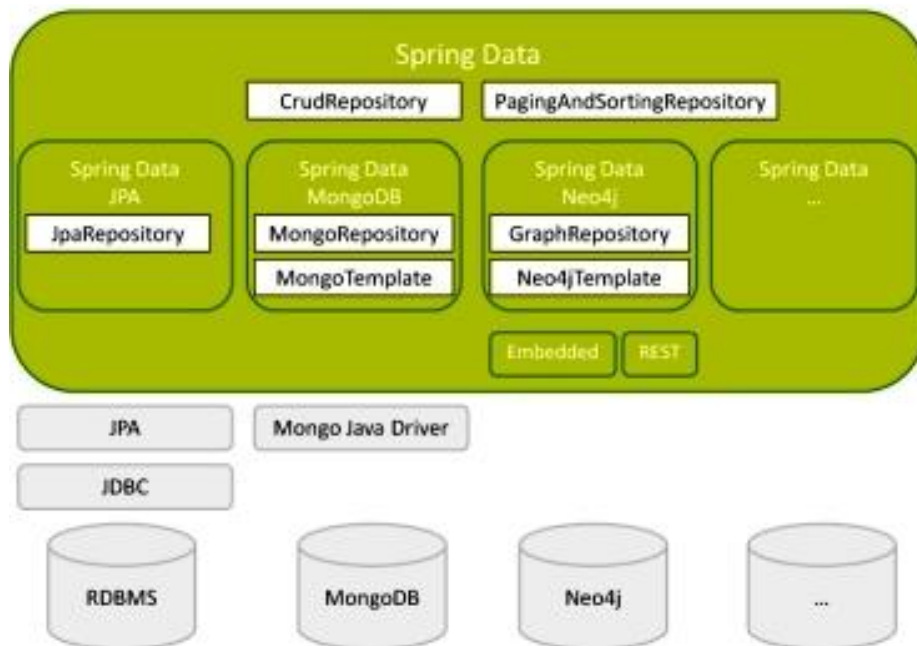 Spring Data
CrudRepository
PagingAndSortingRepository
Spring Data
JPA
JpaRepository
Spring Data
MongoDB
MongoRepository
MongoTemplate
Spring Data
Neo4j
GraphRepository
Neo4jTemplate
Spring Data
...
Embedded
REST
JPA
Mongo Java Driver
JDBC
RDBMS
MongoDB
Neo4j
...